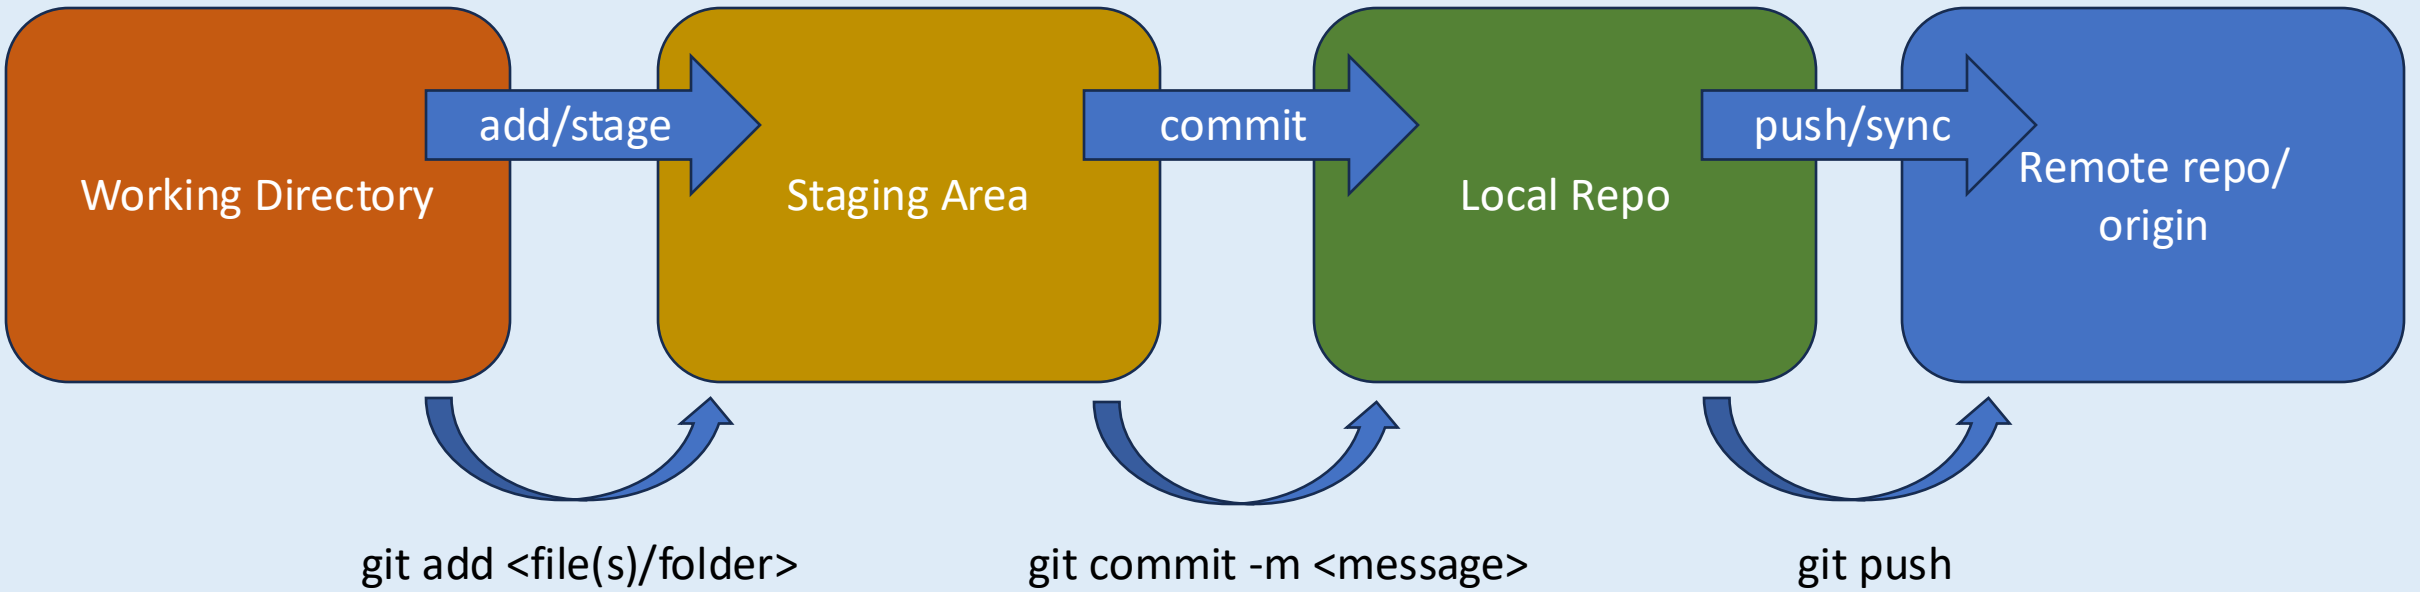 add/stage
commit
push/sync
Working Directory
Staging Area
Local Repo
Remote repo/
origin
git add <file(s)/folder>
git commit -m <message>
git push